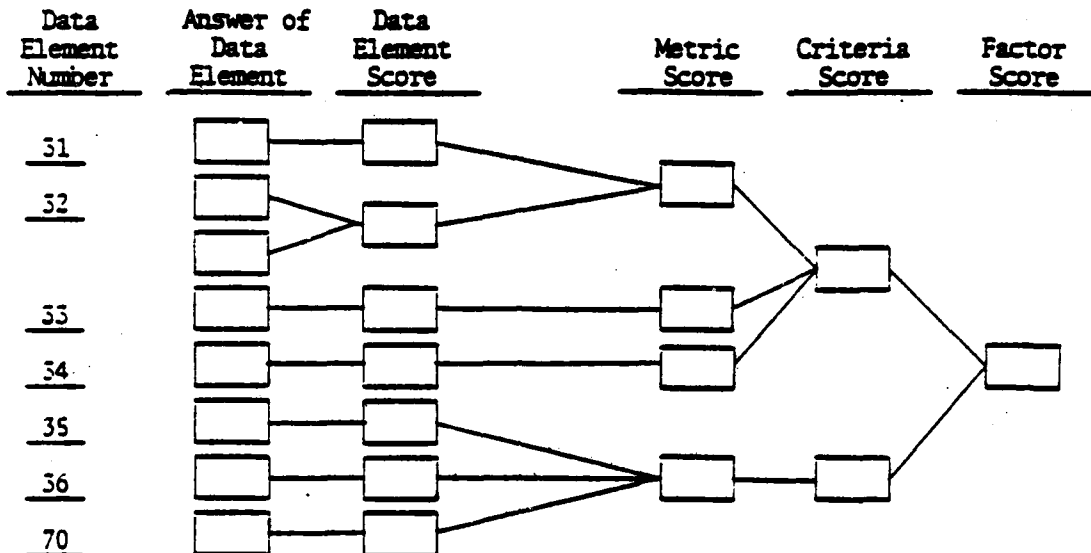 Data
Element
Number
Answer of
Data
Element
Data
Element
Score
Metric
Score
Criteria
Score
Factor
Score
31
32
33
34
35
36
70